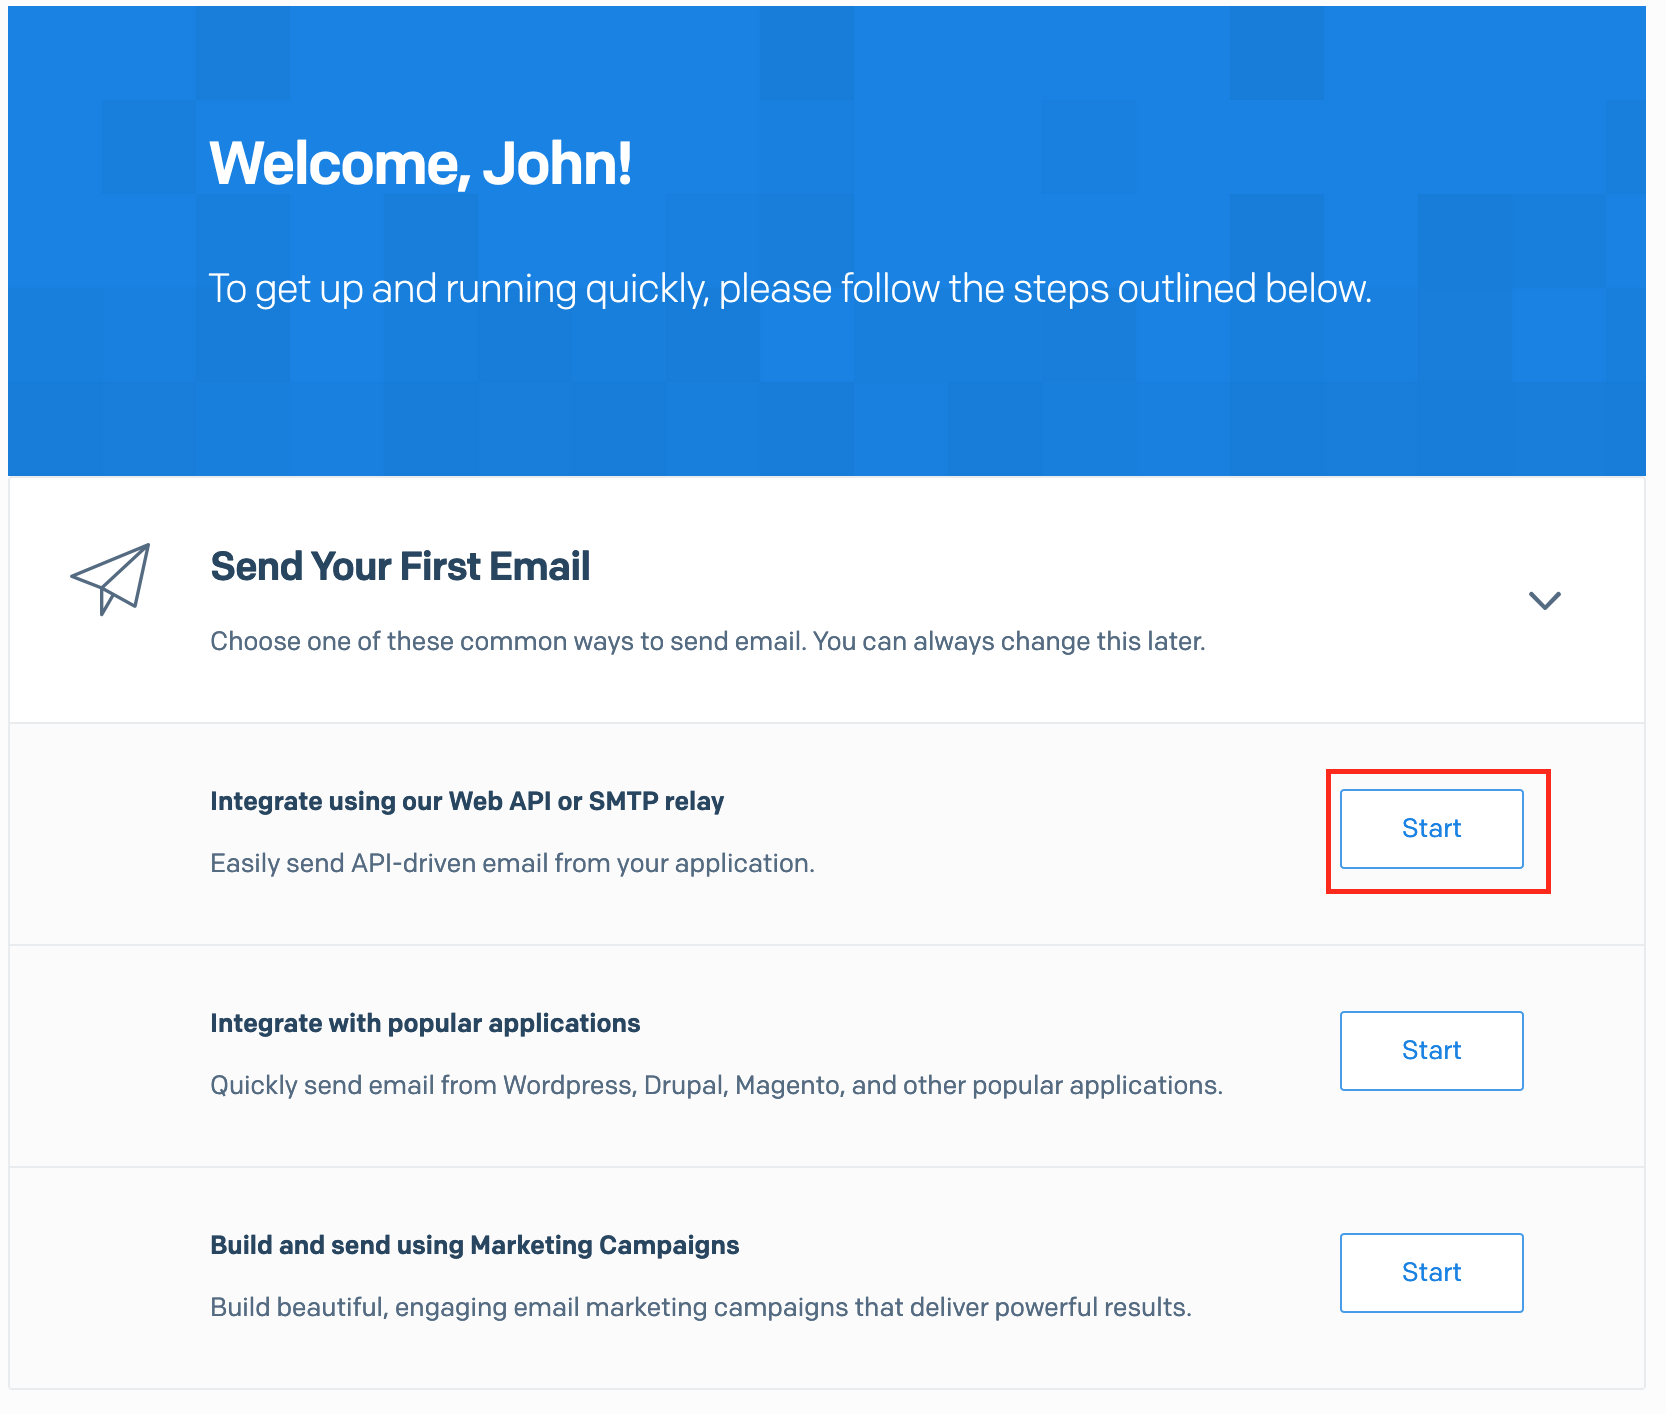 Welcome, John!
To get up and running quickly, please follow the steps outlined below.
Send Your First Email
Choose one of these common ways to send email. You can always change this later.
Integrate using our Web API or SMTP relay
Start
Easily send API-driven email from your application.
Integrate with popular applications
Start
Quickly send email from Wordpress, Drupal, Magento, and other popular applications.
Build and send using Marketing Campaigns
Start
Build beautiful, engaging email marketing campaigns that deliver powerful results.